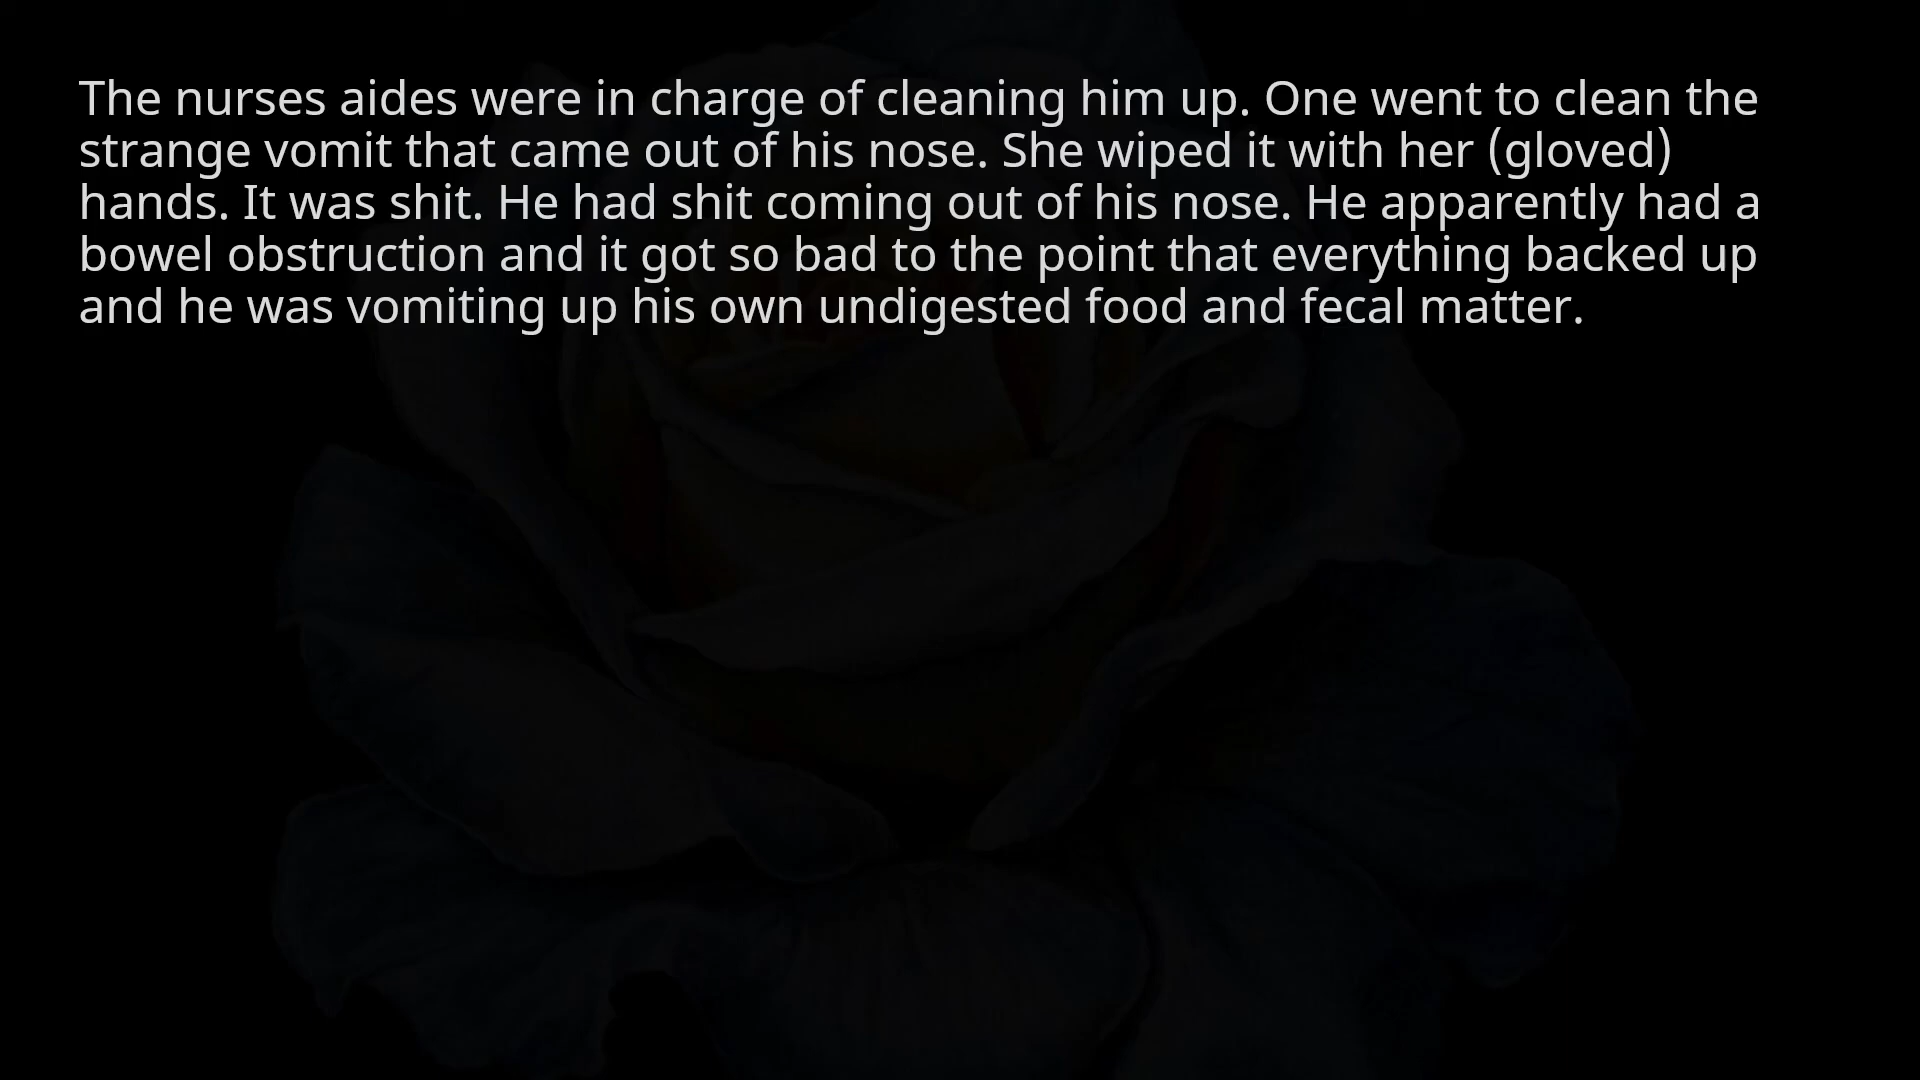 The nurses aides were in charge of cleaning him up. One went to clean the
strange vomit that came out of his nose. She wiped it with her (gloved)
hands. It was shit. He had shit coming out of his nose. He apparently had a
bowel obstruction and it got so bad to the point that everything backed up
and he was vomiting up his own undigested food and fecal matter.